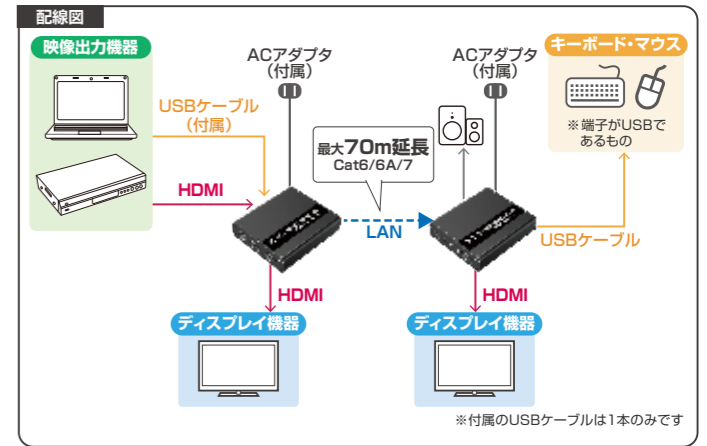 配線図
映像出力機器
ACアダプタ
(付属)
ACアダプタ
(付属)
キーボード・マウス
※端子がUSBで
あるもの
USBケーブル
(付属)
最大70m延長
Cat6/6A/7
HDMI
LAN
USBケーブル
HDMI
HDMI
ディスプレイ機器
ディスプレイ機器
※付属のUSBケーブルは1本のみです